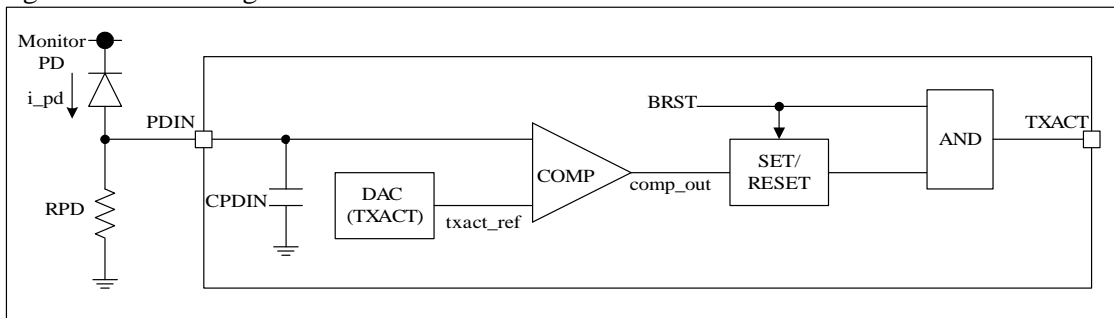 Monitor
PD
i_pd
PDIN
RPD
CPDIN
DAC
(TXACT)
txact_ref
COMP
comp_out
BRST
SET/
RESET
AND
TXACT